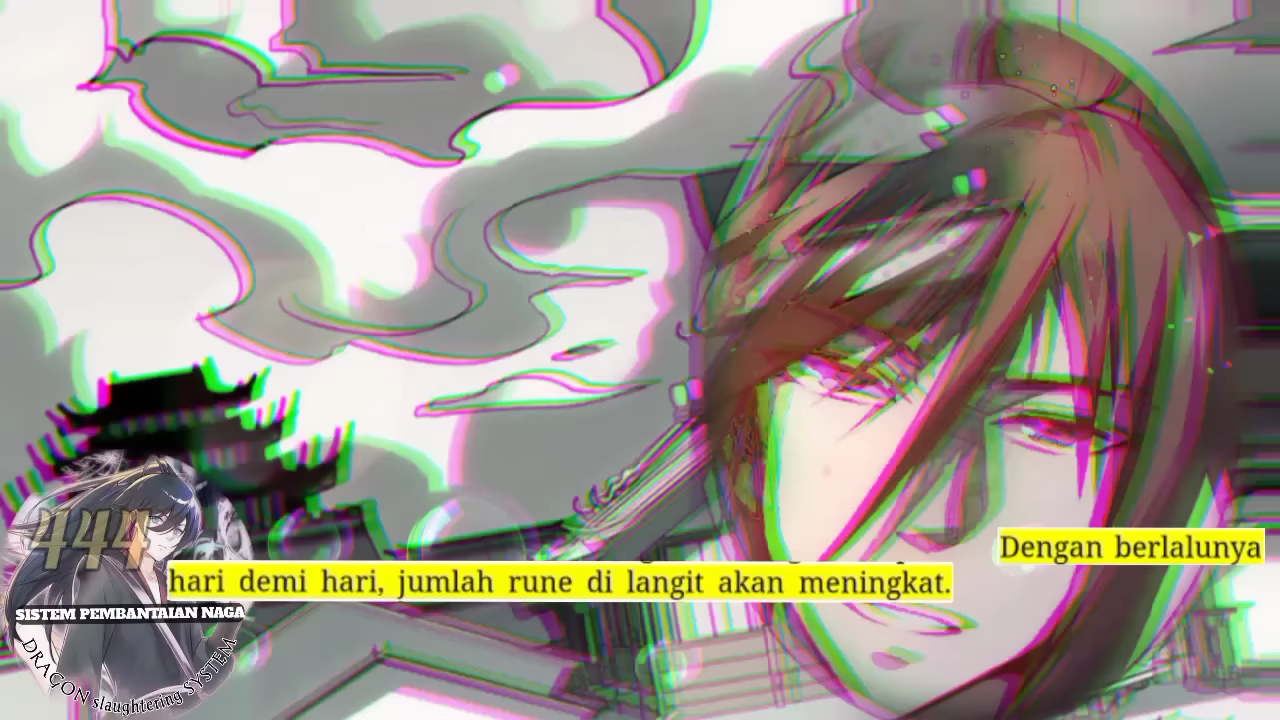 Dengan berlalunya
hari demi hari, jumlah rune di langit akan meningkat.
444
SISTEM PEMBANTAIAN NAGA
DRAGON slaughtering SYSTEM